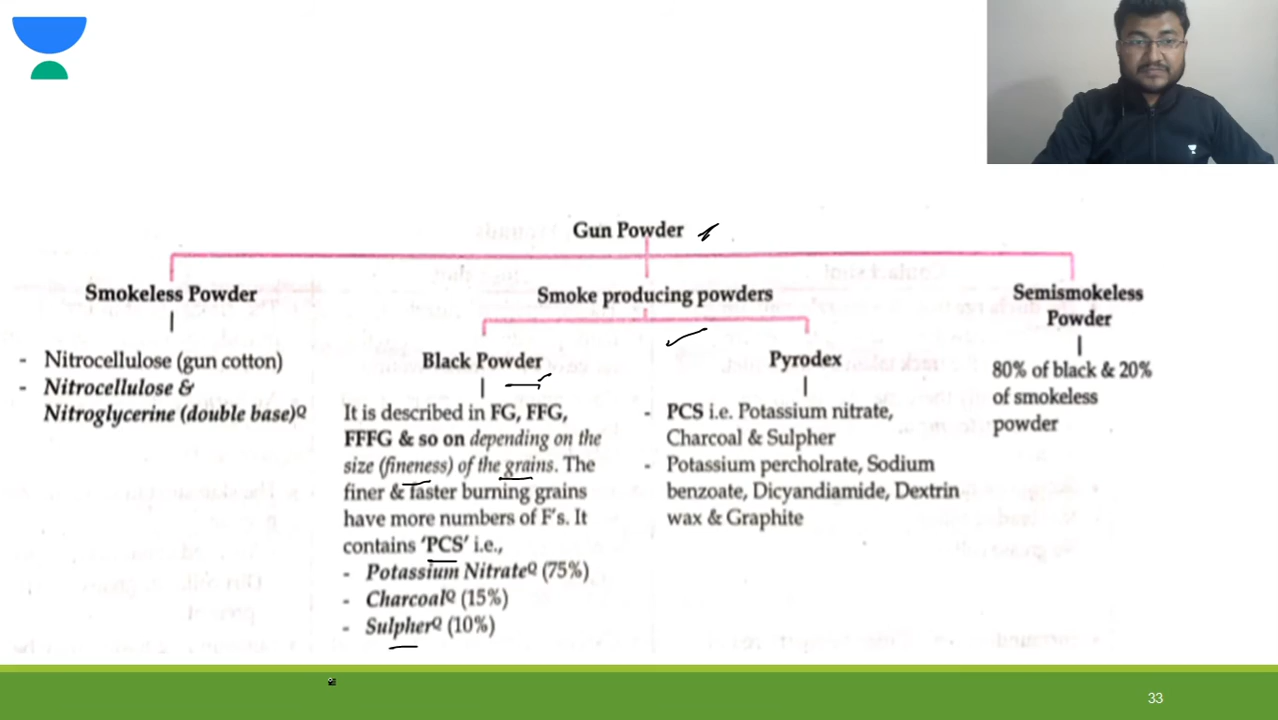 Gun Powder
Smokeless Powder
- Nitrocellulose (gun cotton)
- Nitrocellulose &
Nitroglycerine (double base)Q
Smoke producing powders
Black Powder
It is described in FG, FFG,
FFFG & so on depending on the
size (fineness) of the grains. The
finer & faster burning grains
have more numbers of F's. It
contains 'PCS' i.e.,
- Potassium NitrateQ (75%)
- CharcoalQ (15%)
- SulpherQ (10%)
Pyrodex
- PCS i.e. Potassium nitrate,
Charcoal & Sulpher
- Potassium percholrate, Sodium
benzoate, Dicyandiamide, Dextrin
wax & Graphite
Semismokeless
Powder
80% of black & 20%
of smokeless
powder
33